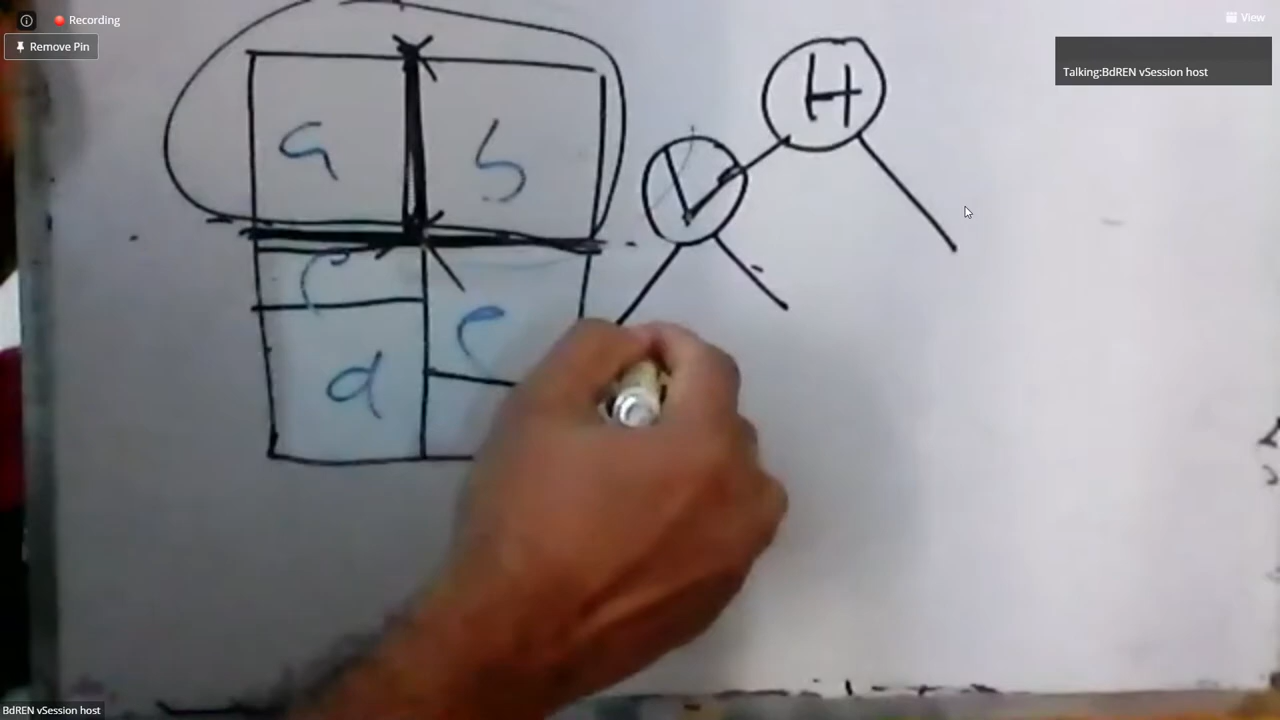 Recording
View
Remove Pin
Talking:BdREN vSession host
H
a
b
V
c
e
d
BdREN vSession host